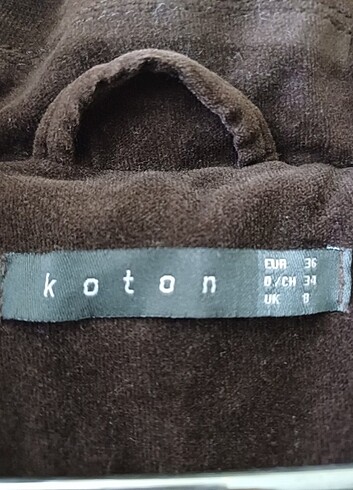 koton
EUR 36
D./CH 34
UK 8